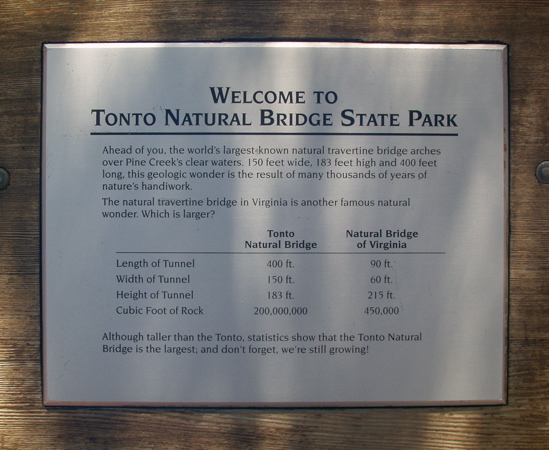 WELCOME TO
TONTO NATURAL BRIDGE STATE PARK
Ahead of you, the world's largest-known natural travertine bridge arches
over Pine Creek's clear waters. 150 feet wide, 183 feet high and 400 feet
long, this geologic wonder is the result of many thousands of years of
nature's handiwork.
The natural travertine bridge in Virginia is another famous natural
wonder. Which is larger?
Tonto Natural Bridge
Natural Bridge of Virginia
Length of Tunnel 400 ft. 90 ft.
Width of Tunnel 150 ft. 60 ft.
Height of Tunnel 183 ft. 215 ft.
Cubic Foot of Rock 200,000,000 450,000
Although taller than the Tonto, statistics show that the Tonto Natural
Bridge is the largest; and don't forget, we're still growing!